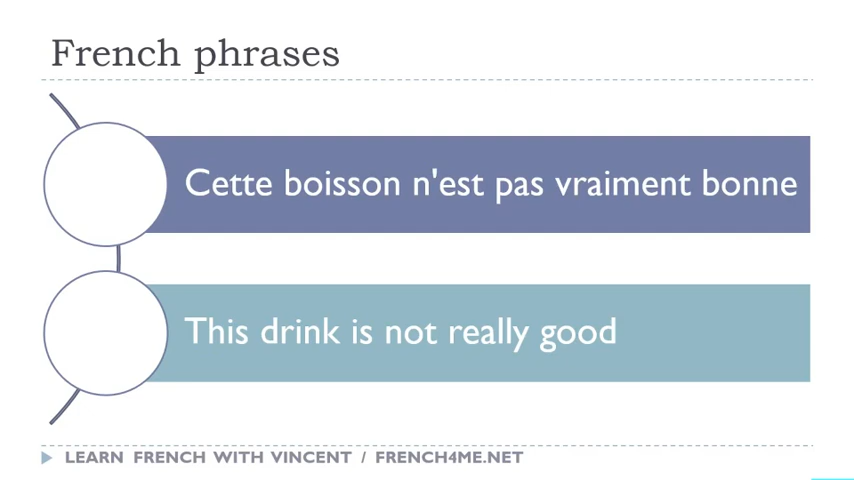 French phrases
Cette boisson n'est pas vraiment bonne
This drink is not really good
LEARN FRENCH WITH VINCENT / FRENCH4ME.NET